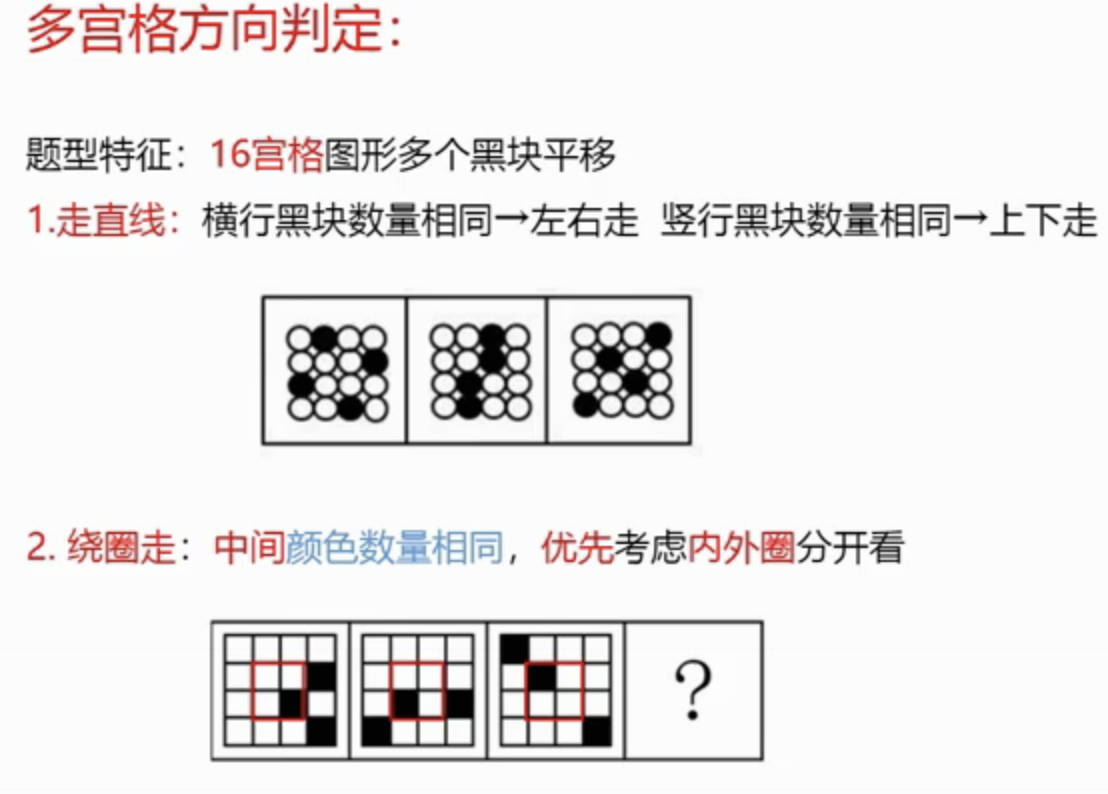 多宫格方向判定：
题型特征：16宫格图形多个黑块平移
1.走直线：横行黑块数量相同→左右走 竖行黑块数量相同→上下走
2. 绕圈走：中间颜色数量相同，优先考虑内外圈分开看
?